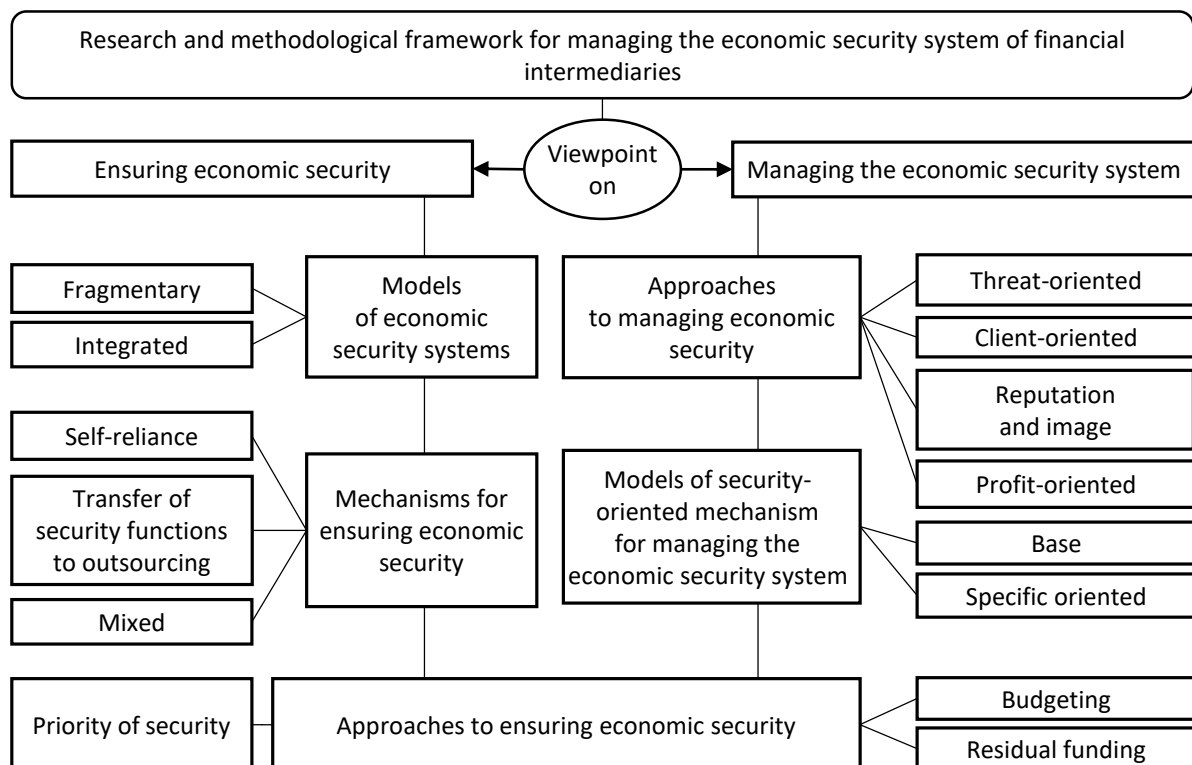 Research and methodological framework for managing the economic security system of financial
intermediaries
Viewpoint
on
Ensuring economic security
Managing the economic security system
Fragmentary
Integrated
Models
of economic
security systems
Approaches
to managing economic
security
Threat-oriented
Client-oriented
Reputation
and image
Profit-oriented
Self-reliance
Transfer of
security functions
to outsourcing
Mixed
Mechanisms for
ensuring economic
security
Models of security-
oriented mechanism
for managing the
economic security system
Base
Specific oriented
Priority of security
Approaches to ensuring economic security
Budgeting
Residual funding